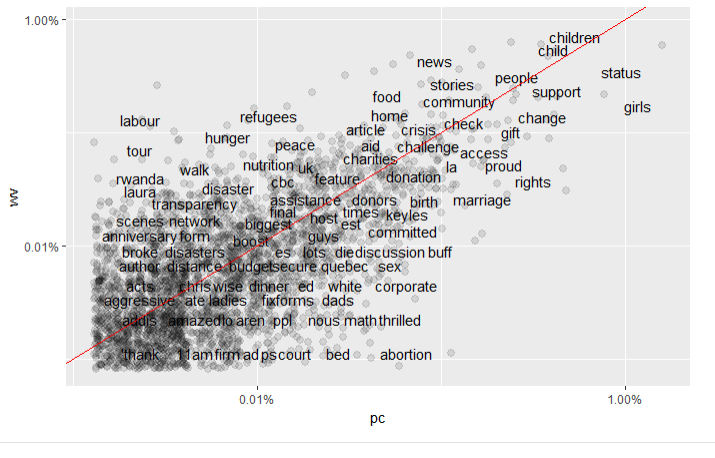 1.00%
children
child
news
status
people
stories
support
food
community
girls
refugees
home
change
labour
check
article
crisis
gift
hunger
peace
aid
challenge
tour
charities
access
nutrition
uk
la
proud
walk
cbc
feature
donation
rights
rwanda
disaster
laura
transparency
assistance
donors
birth
marriage
final
times
key
les
scenes
network
biggest
host
est
committed
anniversary
form
boost
guys
0.01%
broke
disasters
es
lots
die
discussion
buff
author
distance
budget
secure
quebec
sex
acts
chris
wise
dinner
ed
white
corporate
aggressive
ate
ladies
fix
forms
dads
addis
amazed
lo
aren
ppl
nous
math
thrilled
'thank
11am
firm
ad
ps
court
bed
abortion
0.01%
1.00%
pc